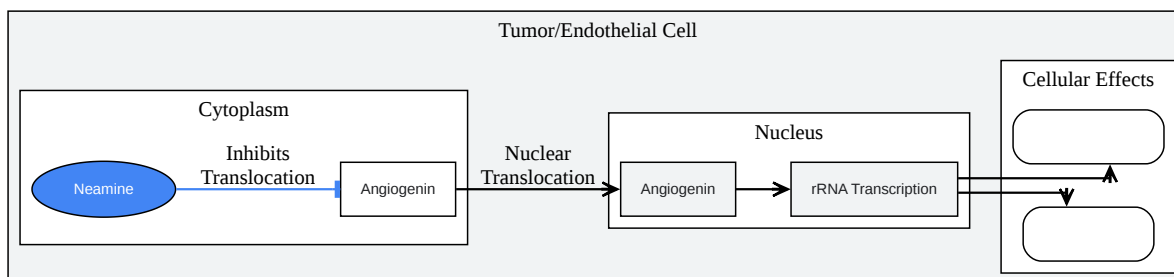 Tumor/Endothelial Cell
Cytoplasm
Neamine
Inhibits
Translocation
Angiogenin
Nuclear
Translocation
Nucleus
Angiogenin
rRNA Transcription
Cellular Effects